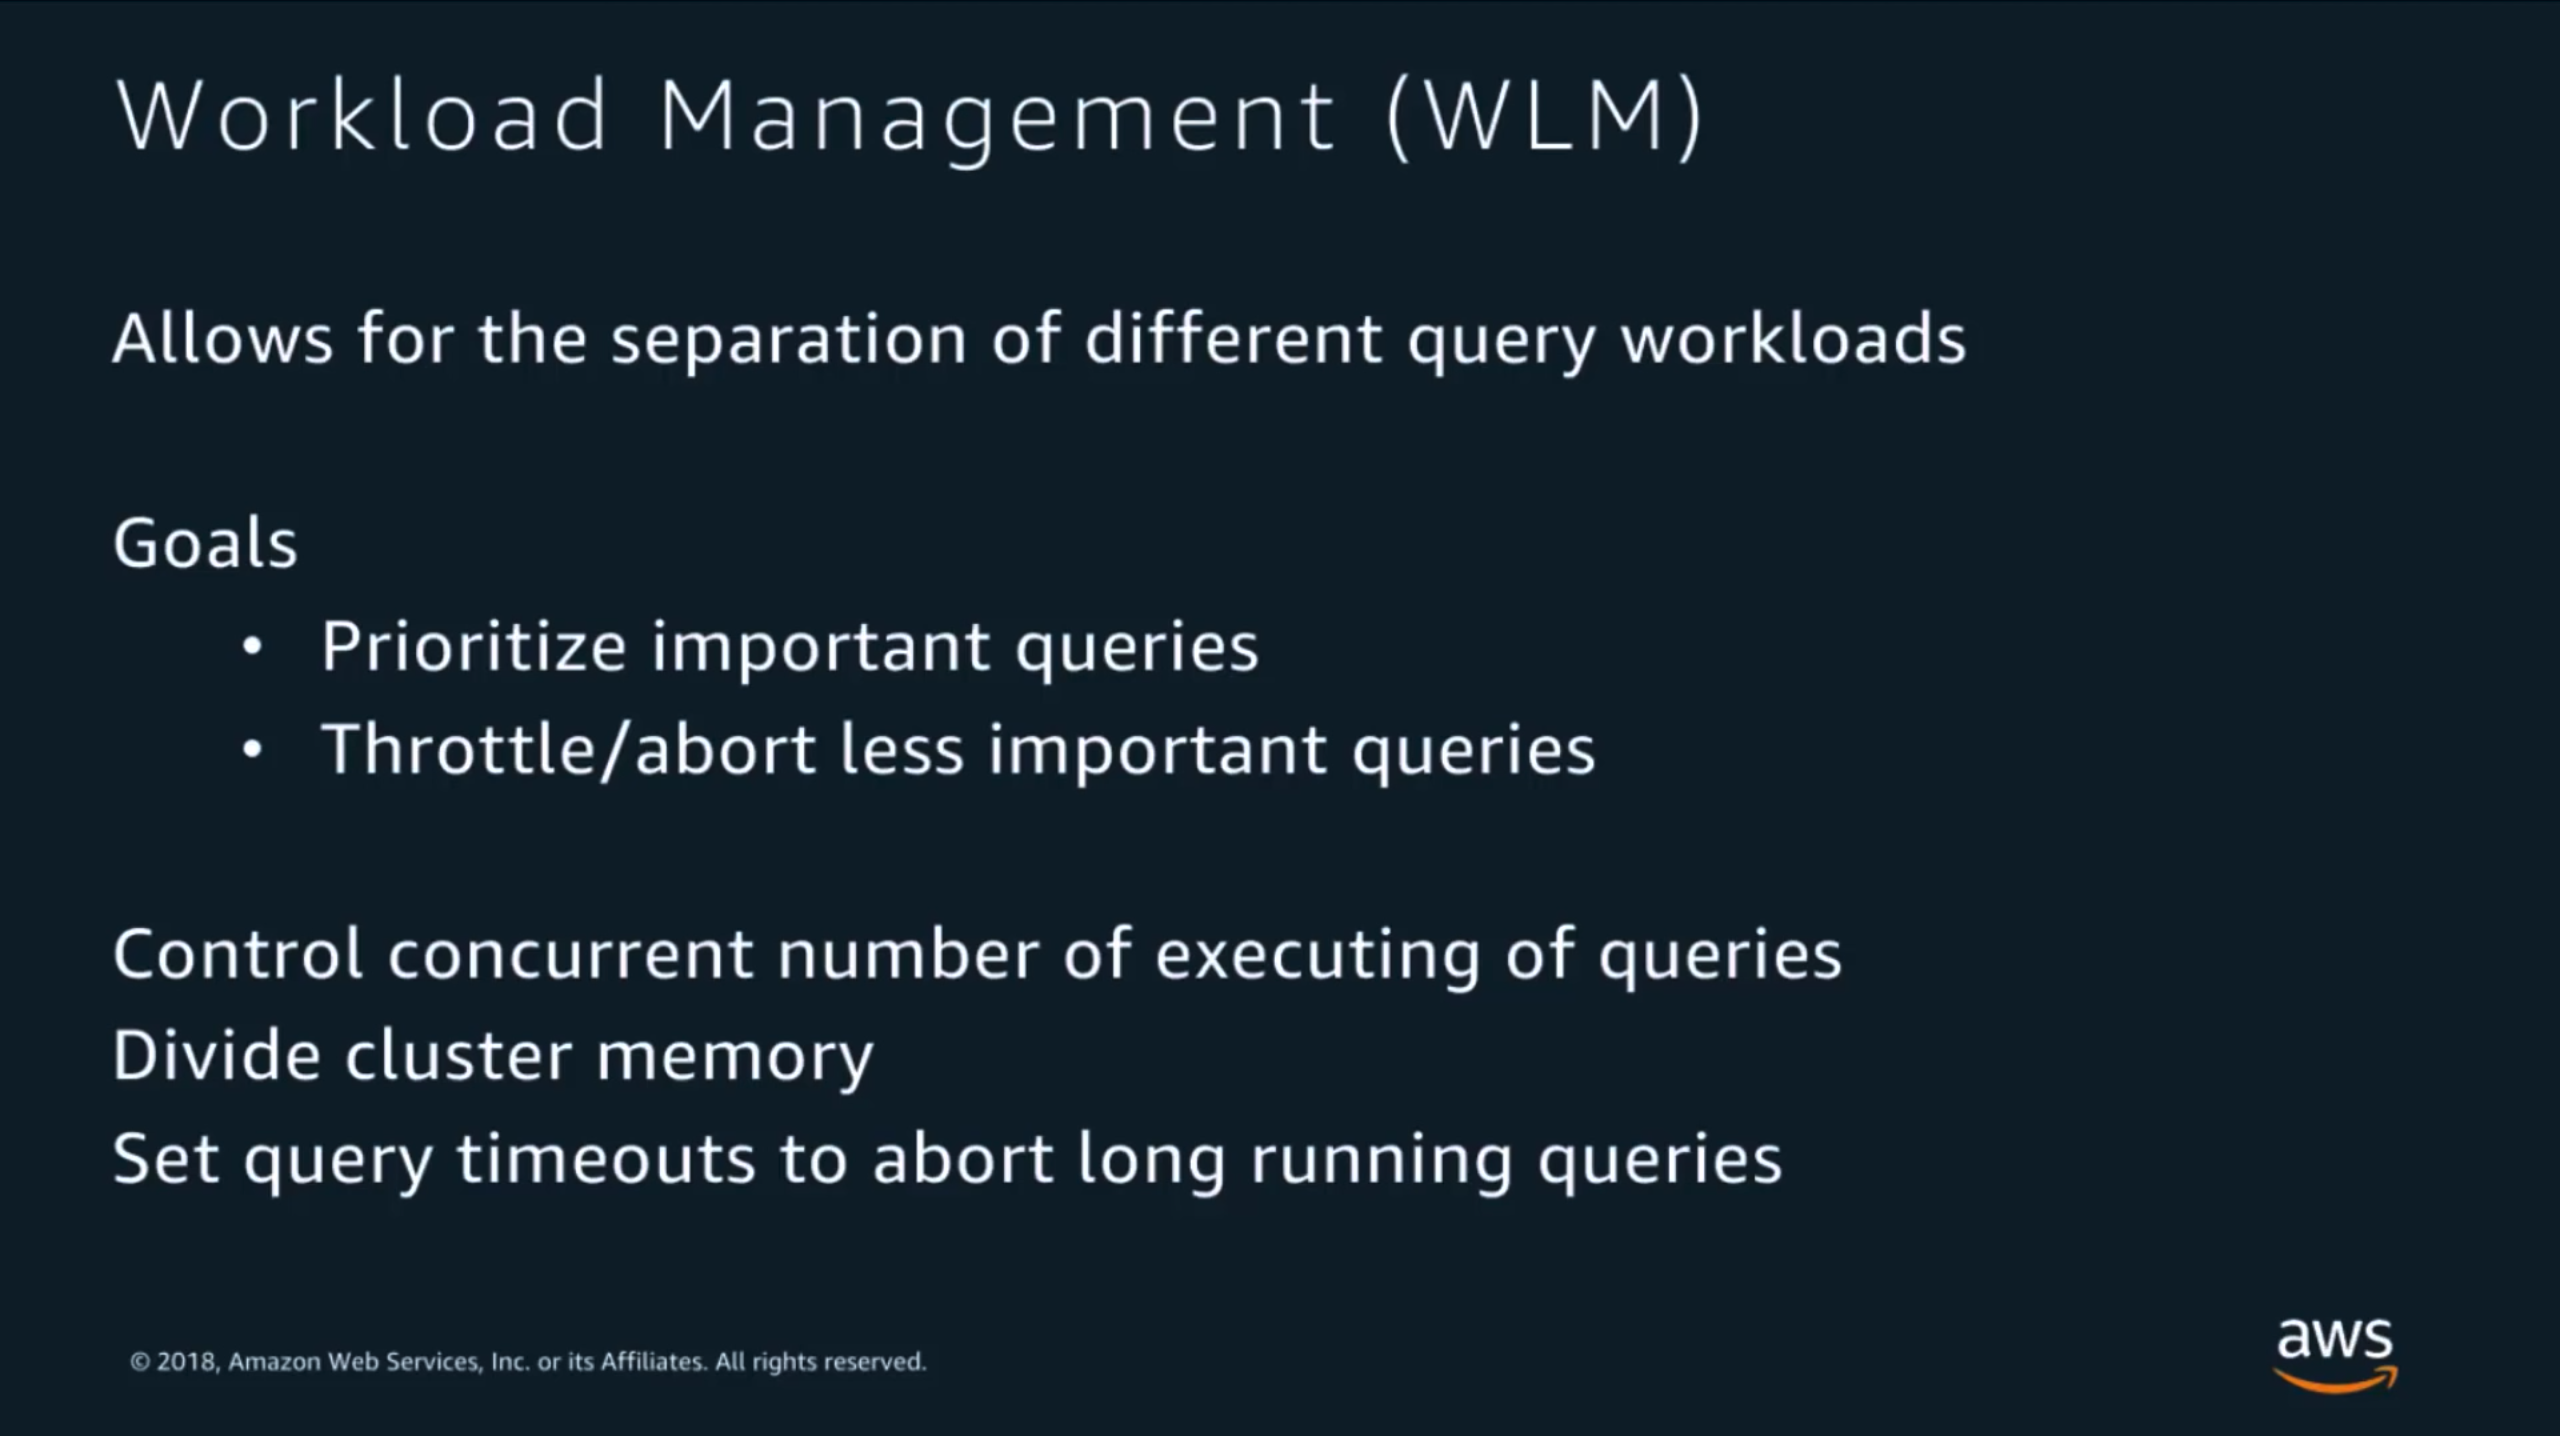 Workload Management (WLM)
Allows for the separation of different query workloads
Goals
• Prioritize important queries
• Throttle/abort less important queries
Control concurrent number of executing of queries
Divide cluster memory
Set query timeouts to abort long running queries
© 2018, Amazon Web Services, Inc. or its Affiliates. All rights reserved.
aws